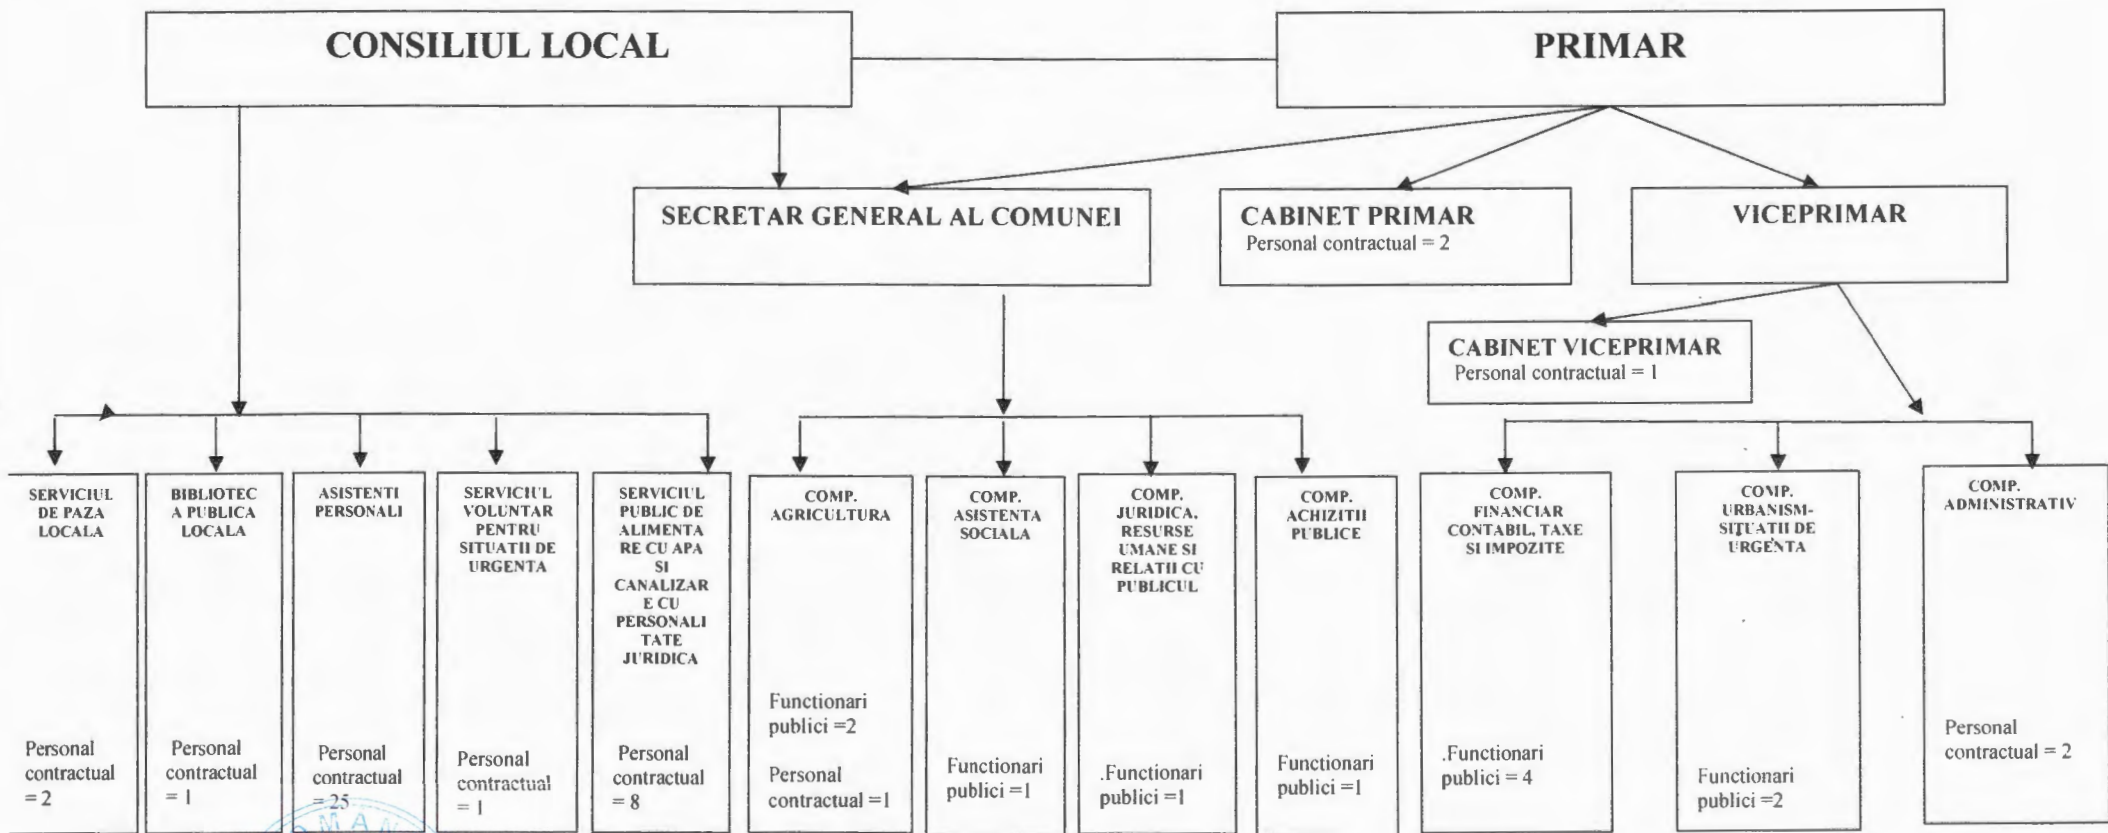 CONSILIUL LOCAL
PRIMAR
SECRETAR GENERAL AL COMUNEI
CABINET PRIMAR
Personal contractual = 2
VICEPRIMAR
CABINET VICEPRIMAR
Personal contractual = 1
SERVICIUL
DE PAZA
LOCALA
Personal
contractual
= 2
BIBLIOTEC
A PUBLICA
LOCALA
Personal
contractual
= 1
ASISTENTI
PERSONALI
Personal
contractual
= 25
SERVICIUL
VOLUNTAR
PENTRU
SITUATII DE
URGENTA
Personal
contractual
= 1
SERVICIUL
PUBLIC DE
ALIMENTA
RE CU APA
SI
CANALIZAR
E CU
PERSONALI
TATE
JURIDICA
Personal
contractual
= 8
COMP.
AGRICULTURA
Functionari
publici =2
Personal
contractual =1
COMP.
ASISTENTA
SOCIALA
Functionari
publici =1
COMP.
JURIDICA,
RESURSE
UMANE SI
RELATII CU
PUBLICUL
.Functionari
publici =1
COMP.
ACHIZITII
PUBLICE
Functionari
publici =1
COMP.
FINANCIAR
CONTABIL, TAXE
SI IMPOZITE
.Functionari
publici = 4
COMP.
URBANISM-
SITUATII DE
URGENTA
Functionari
publici =2
COMP.
ADMINISTRATIV
Personal
contractual = 2
OMAN